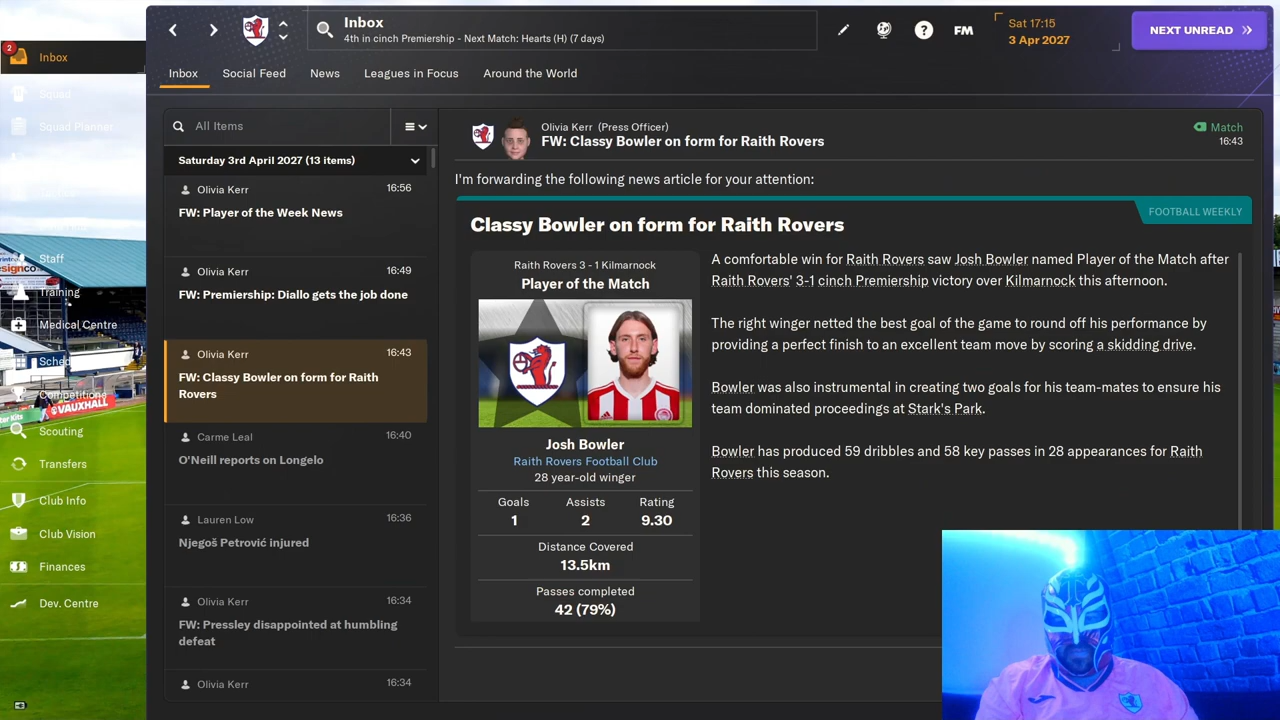 Inbox
4th in cinch Premiership - Next Match: Hearts (H) (7 days)
FM
Sat 17:15
3 Apr 2027
NEXT UNREAD
2
Inbox
Squad
Squad Planner
Staff
Training
Medical Centre
Sched
Competitions
Scouting
Transfers
Club Info
Club Vision
Finances
Dev. Centre
VAUXHALL
Inbox
Social Feed
News
Leagues in Focus
Around the World
All Items
Saturday 3rd April 2027 (13 items)
Olivia Kerr
16:56
FW: Player of the Week News
Olivia Kerr
16:49
FW: Premiership: Diallo gets the job done
Olivia Kerr
16:43
FW: Classy Bowler on form for Raith
Rovers
Carme Leal
16:40
O'Neill reports on Longelo
Lauren Low
16:36
Njegoš Petrović injured
Olivia Kerr
16:34
FW: Pressley disappointed at humbling
defeat
Olivia Kerr
16:34
Olivia Kerr (Press Officer)
FW: Classy Bowler on form for Raith Rovers
Match
16:43
I'm forwarding the following news article for your attention:
FOOTBALL WEEKLY
Classy Bowler on form for Raith Rovers
Raith Rovers 3 - 1 Kilmarnock
Player of the Match
Josh Bowler
Raith Rovers Football Club
28 year-old winger
Goals
Assists
Rating
1
2
9.30
Distance Covered
13.5km
Passes completed
42 (79%)
A comfortable win for Raith Rovers saw Josh Bowler named Player of the Match after
Raith Rovers' 3-1 cinch Premiership victory over Kilmarnock this afternoon.
The right winger netted the best goal of the game to round off his performance by
providing a perfect finish to an excellent team move by scoring a skidding drive.
Bowler was also instrumental in creating two goals for his team-mates to ensure his
team dominated proceedings at Stark's Park.
Bowler has produced 59 dribbles and 58 key passes in 28 appearances for Raith
Rovers this season.